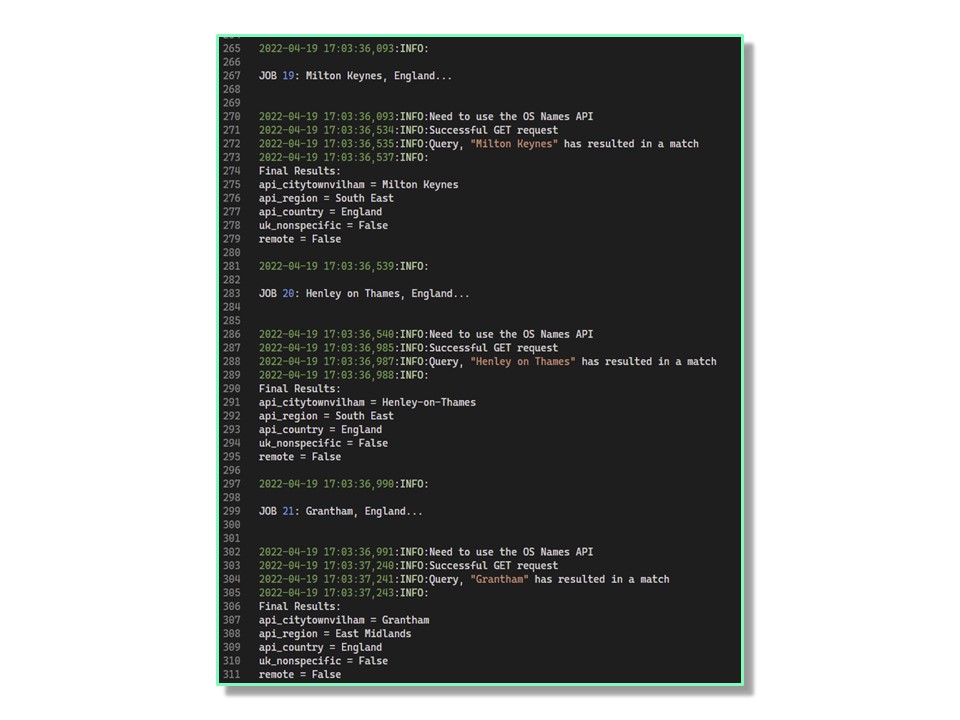 265 2022-04-19 17:03:36,093:INFO:
266
267 JOB 19: Milton Keynes, England...
268
269
270 2022-04-19 17:03:36,093:INFO:Need to use the OS Names API
271 2022-04-19 17:03:36,534:INFO:Successful GET request
272 2022-04-19 17:03:36,535:INFO:Query, "Milton Keynes" has resulted in a match
273 2022-04-19 17:03:36,537:INFO:
274 Final Results:
275 api_citytownvilham = Milton Keynes
276 api_region = South East
277 api_country = England
278 uk_nonspecific = False
279 remote = False
280
281 2022-04-19 17:03:36,539:INFO:
282
283 JOB 20: Henley on Thames, England...
284
285
286 2022-04-19 17:03:36,540:INFO:Need to use the OS Names API
287 2022-04-19 17:03:36,985:INFO:Successful GET request
288 2022-04-19 17:03:36,987:INFO:Query, "Henley on Thames" has resulted in a match
289 2022-04-19 17:03:36,988:INFO:
290 Final Results:
291 api_citytownvilham = Henley-on-Thames
292 api_region = South East
293 api_country = England
294 uk_nonspecific = False
295 remote = False
296
297 2022-04-19 17:03:36,990:INFO:
298
299 JOB 21: Grantham, England...
300
301
302 2022-04-19 17:03:36,991:INFO:Need to use the OS Names API
303 2022-04-19 17:03:37,240:INFO:Successful GET request
304 2022-04-19 17:03:37,241:INFO:Query, "Grantham" has resulted in a match
305 2022-04-19 17:03:37,243:INFO:
306 Final Results:
307 api_citytownvilham = Grantham
308 api_region = East Midlands
309 api_country = England
310 uk_nonspecific = False
311 remote = False